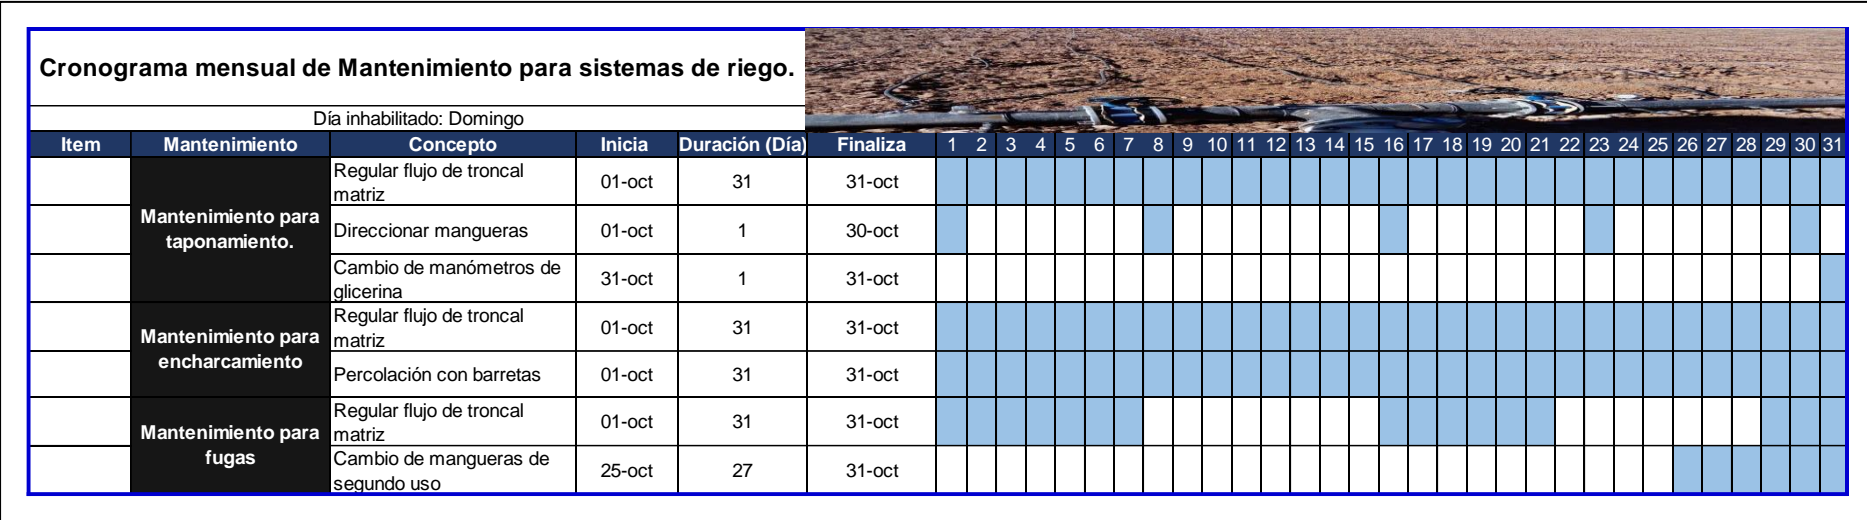 Cronograma mensual de Mantenimiento para sistemas de riego.
Día inhabilitado: Domingo
Item Mantenimiento Concepto Inicia Duración (Día) Finaliza 1 2 3 4 5 6 7 8 9 10 11 12 13 14 15 16 17 18 19 20 21 22 23 24 25 26 27 28 29 30 31
Mantenimiento para
taponamiento.
Regular flujo de troncal
matriz
01-oct 31 31-oct
Direccionar mangueras 01-oct 1 30-oct
Cambio de manómetros de
glicerina
31-oct 1 31-oct
Mantenimiento para
encharcamiento
Regular flujo de troncal
matriz
01-oct 31 31-oct
Percolación con barretas 01-oct 31 31-oct
Mantenimiento para
fugas
Regular flujo de troncal
matriz
01-oct 31 31-oct
Cambio de mangueras de
segundo uso
25-oct 27 31-oct